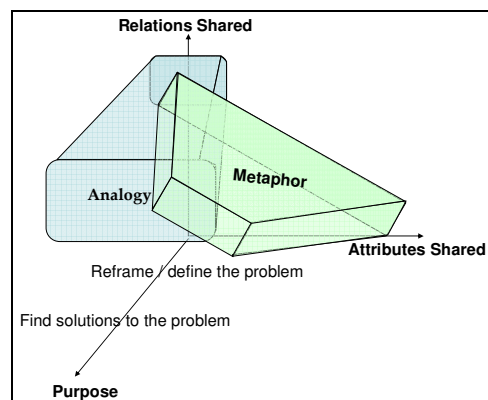 Relations Shared
Metaphor
Analogy
Attributes Shared
Reframe / define the problem
Find solutions to the problem
Purpose